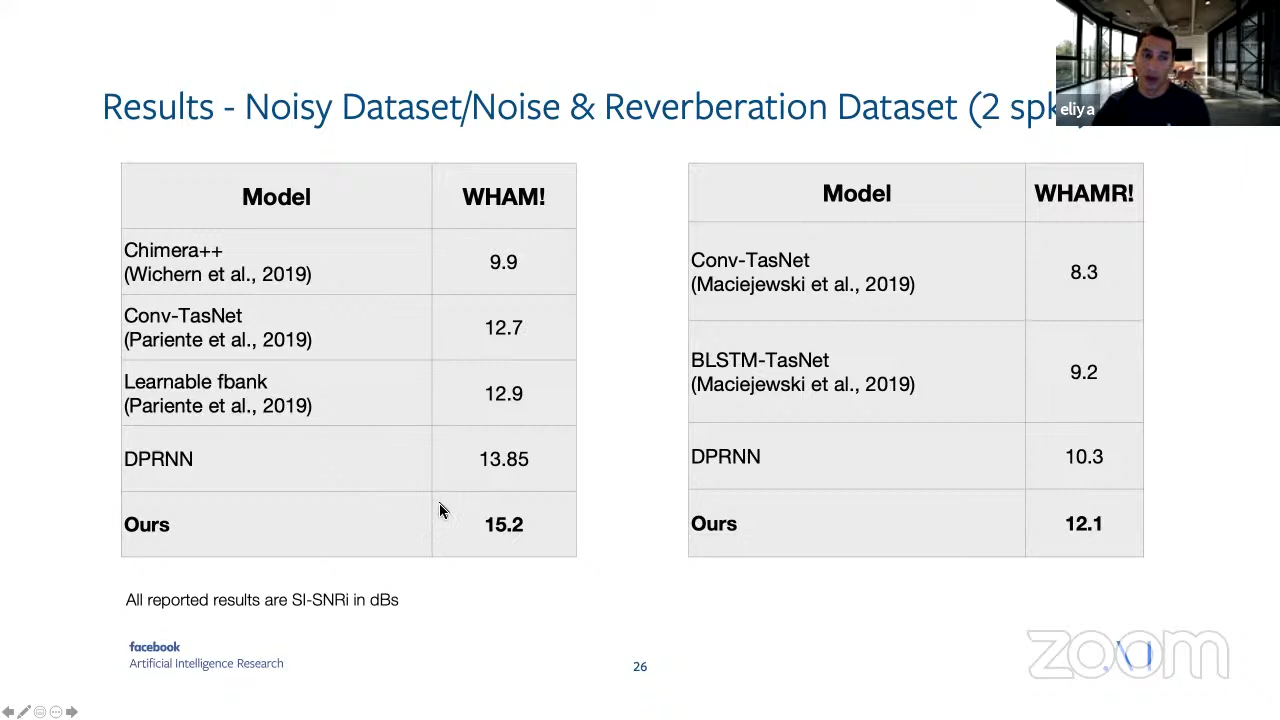 Results - Noisy Dataset/Noise & Reverberation Dataset (2 spk
eliya
Model WHAM!
Chimera++
(Wichern et al., 2019) 9.9
Conv-TasNet
(Pariente et al., 2019) 12.7
Learnable fbank
(Pariente et al., 2019) 12.9
DPRNN 13.85
Ours 15.2
Model WHAMR!
Conv-TasNet
(Maciejewski et al., 2019) 8.3
BLSTM-TasNet
(Maciejewski et al., 2019) 9.2
DPRNN 10.3
Ours 12.1
All reported results are SI-SNRi in dBs
facebook
Artificial Intelligence Research
26
zoom